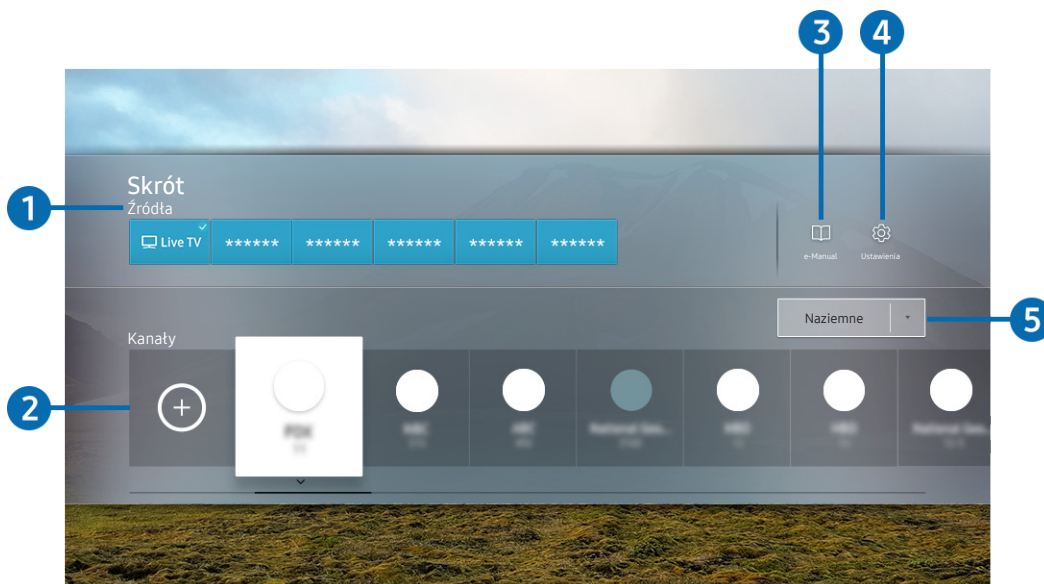 3 4
Skrót
1 Źródła
Live TV ****** ****** ****** ****** ******
e-Manual Ustawienia
Naziemne 5
Kanały
2